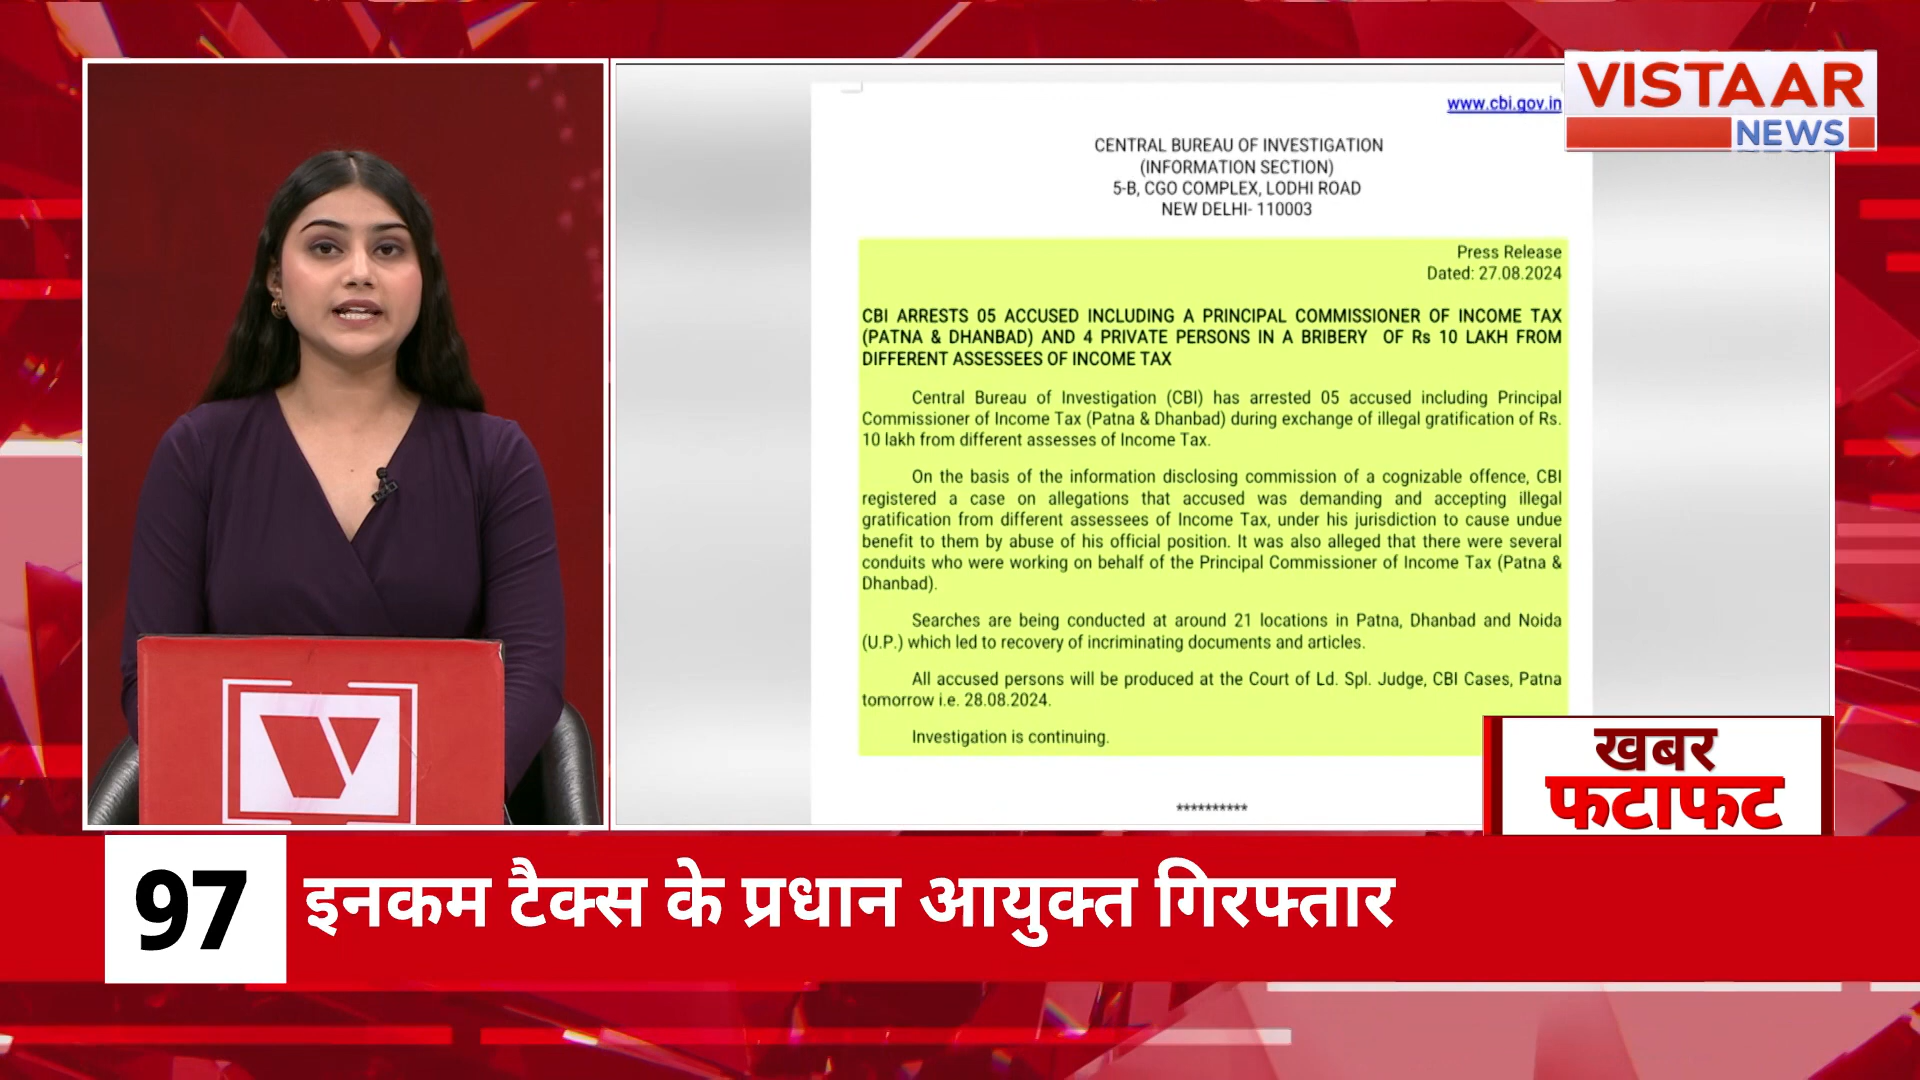 VISTAAR
NEWS
www.cbi.gov.in
CENTRAL BUREAU OF INVESTIGATION
(INFORMATION SECTION)
5-B, CGO COMPLEX, LODHI ROAD
NEW DELHI- 110003
Press Release
Dated: 27.08.2024
CBI ARRESTS 05 ACCUSED INCLUDING A PRINCIPAL COMMISSIONER OF INCOME TAX
(PATNA & DHANBAD) AND 4 PRIVATE PERSONS IN A BRIBERY OF Rs 10 LAKH FROM
DIFFERENT ASSESSEES OF INCOME TAX
Central Bureau of Investigation (CBI) has arrested 05 accused including Principal
Commissioner of Income Tax (Patna & Dhanbad) during exchange of illegal gratification of Rs.
10 lakh from different assesses of Income Tax.
On the basis of the information disclosing commission of a cognizable offence, CBI
registered a case on allegations that accused was demanding and accepting illegal
gratification from different assessees of Income Tax, under his jurisdiction to cause undue
benefit to them by abuse of his official position. It was also alleged that there were several
conduits who were working on behalf of the Principal Commissioner of Income Tax (Patna &
Dhanbad).
Searches are being conducted at around 21 locations in Patna, Dhanbad and Noida
(U.P.) which led to recovery of incriminating documents and articles.
All accused persons will be produced at the Court of Ld. Spl. Judge, CBI Cases, Patna
tomorrow i.e. 28.08.2024.
Investigation is continuing.
**********
खबर
फटाफट
97 इनकम टैक्स के प्रधान आयुक्त गिरफ्तार